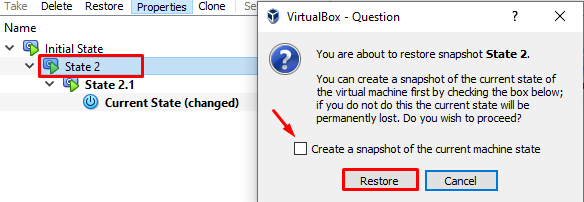 Take Delete Restore Properties Clone
Name
Initial State
State 2
State 2.1
Current State (changed)
VirtualBox - Question
You are about to restore snapshot State 2.
You can create a snapshot of the current state of
the virtual machine first by checking the box below;
if you do not do this the current state will be
permanently lost. Do you wish to proceed?
Create a snapshot of the current machine state
Restore
Cancel